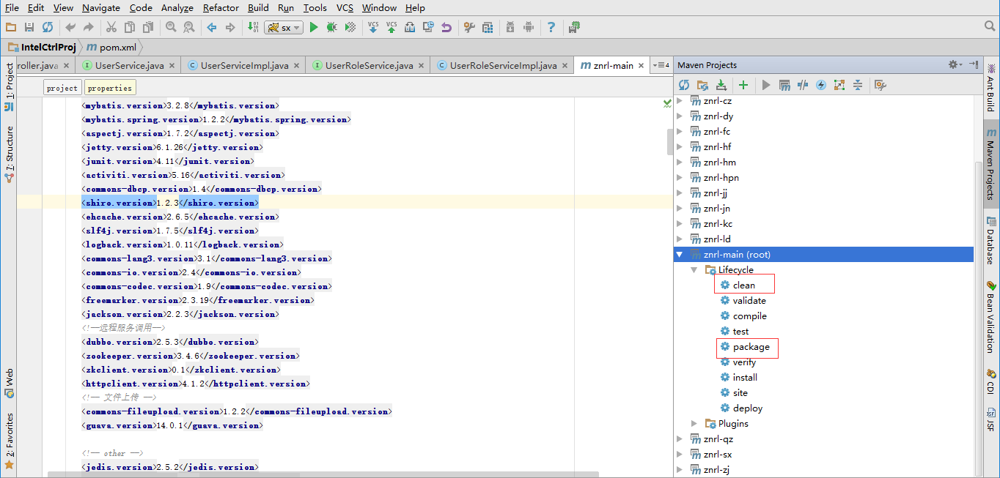 File Edit View Navigate Code Analyze Refactor Build Run Tools VCS Window Help
VCS VCS sx
IntelCtrlProj pom.xml
roller.java UserService.java UserServiceImpl.java UserRoleService.java UserRoleServiceImpl.java m znrl-main 4
Maven Projects
project properties
<mybatis.version>3.2.8</mybatis.version>
<mybatis.spring.version>1.2.2</mybatis.spring.version>
<aspectj.version>1.7.2</aspectj.version>
<jetty.version>6.1.26</jetty.version>
<junit.version>4.11</junit.version>
<activiti.version>5.16</activiti.version>
<commons-dbcp.version>1.4</commons-dbcp.version>
<shiro.version>1.2.3</shiro.version>
<ehcache.version>2.6.5</ehcache.version>
<slf4j.version>1.7.5</slf4j.version>
<logback.version>1.0.11</logback.version>
<commons-lang3.version>3.1</commons-lang3.version>
<commons-io.version>2.4</commons-io.version>
<commons-codec.version>1.9</commons-codec.version>
<freemarker.version>2.3.19</freemarker.version>
<jackson.version>2.2.3</jackson.version>
<!--远程服务调用-->
<dubbo.version>2.5.3</dubbo.version>
<zookeeper.version>3.4.6</zookeeper.version>
<zkclient.version>0.1</zkclient.version>
<httpclient.version>4.1.2</httpclient.version>
<!-- 文件上传 -->
<commons-fileupload.version>1.2.2</commons-fileupload.version>
<guava.version>14.0.1</guava.version>
<!-- other -->
<jedis.version>2.5.2</jedis.version>
znrl-cz
znrl-dy
znrl-fc
znrl-hf
znrl-hm
znrl-hpn
znrl-jj
znrl-jn
znrl-kc
znrl-ld
znrl-main (root)
Lifecycle
clean
validate
compile
test
package
verify
install
site
deploy
Plugins
znrl-qz
znrl-sx
znrl-zj
1: Project
7: Structure
Web
2: Favorites
Ant Build
m Maven Projects
Database
Bean Validation
CDI
JSF